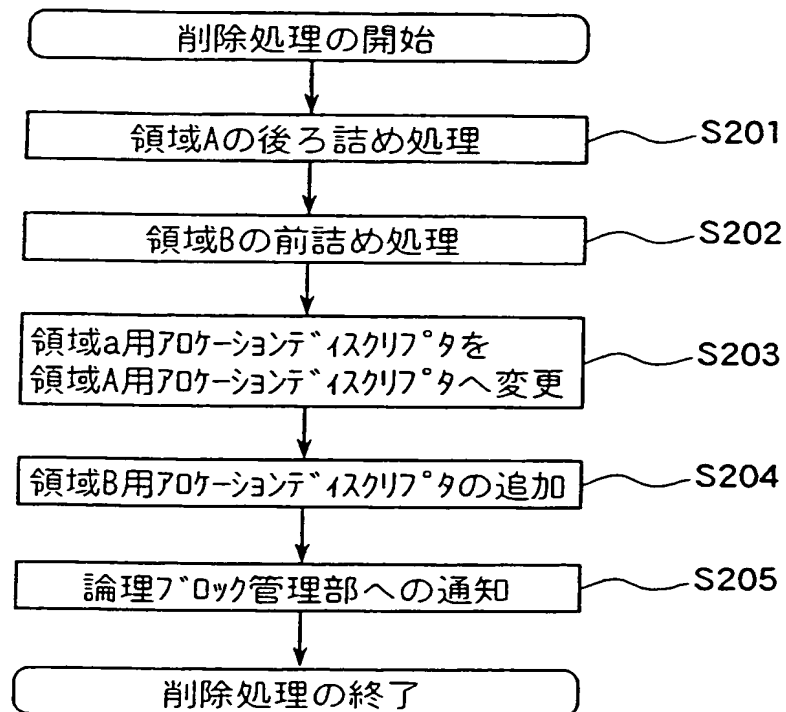 削除処理の開始
領域Aの後ろ詰め処理
S201
領域Bの前詰め処理
S202
領域a用ｱﾛｹｰｼｮﾝﾃﾞｨｽｸﾘﾌﾟﾀを
領域A用ｱﾛｹｰｼｮﾝﾃﾞｨｽｸﾘﾌﾟﾀへ変更
S203
領域B用ｱﾛｹｰｼｮﾝﾃﾞｨｽｸﾘﾌﾟﾀの追加
S204
論理ﾌﾞﾛｯｸ管理部への通知
S205
削除処理の終了